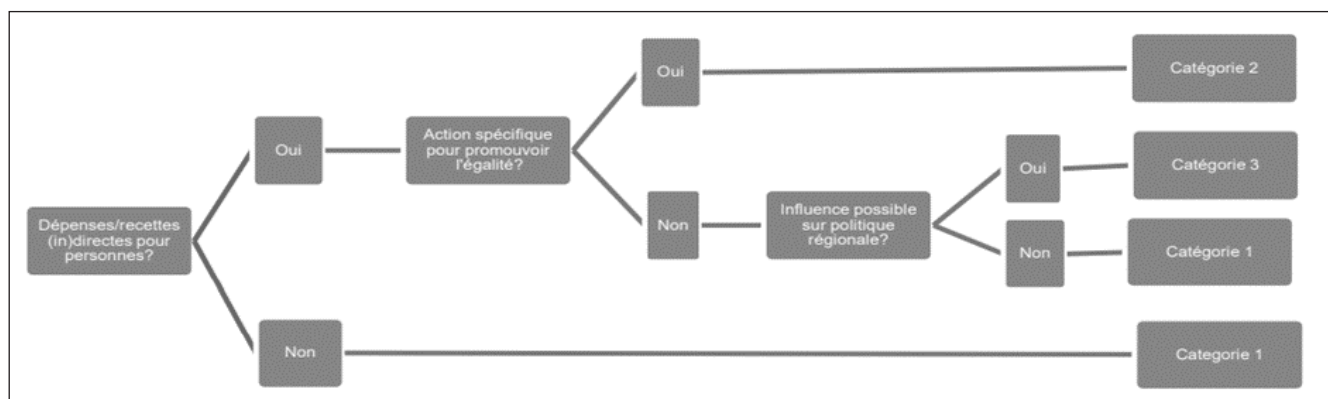 Dépenses/recettes
(in)directes pour
personnes?
Oui
Action spécifique
pour promouvoir
l'égalité?
Oui
Catégorie 2
Non
Influence possible
sur politique
régionale?
Oui
Catégorie 3
Non
Catégorie 1
Non
Categorie 1